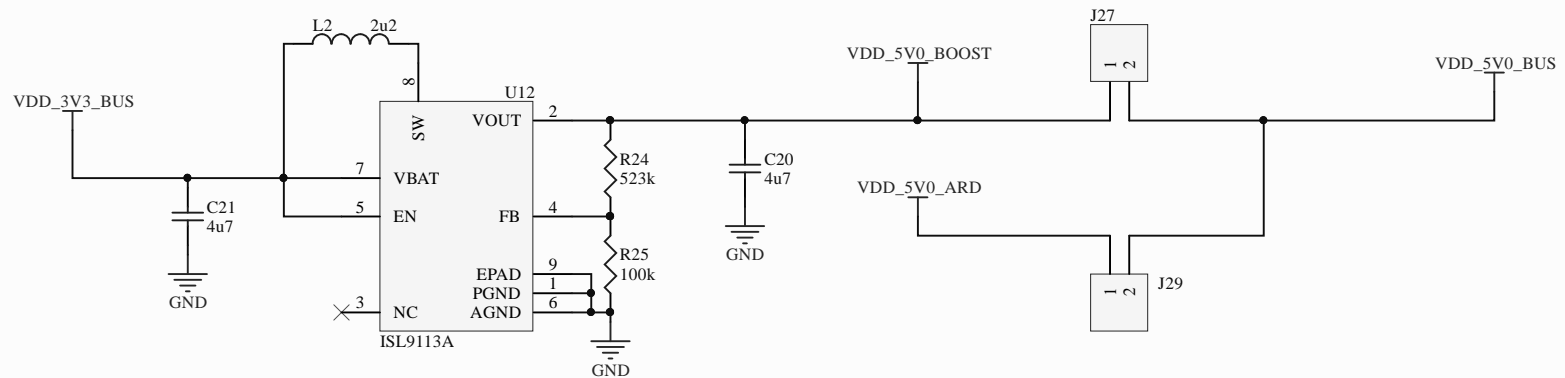 L2 2u2
J27
VDD_5V0_BOOST
VDD_5V0_BUS
1 2
8
VDD_3V3_BUS
U12
SW
VOUT 2
R24
523k
C20
4u7
7 VBAT
VDD_5V0_ARD
C21
4u7
5 EN
FB 4
GND
R25
100k
EPAD 9
PGND 1
AGND 6
1 2
J29
GND
3 NC
ISL9113A
GND